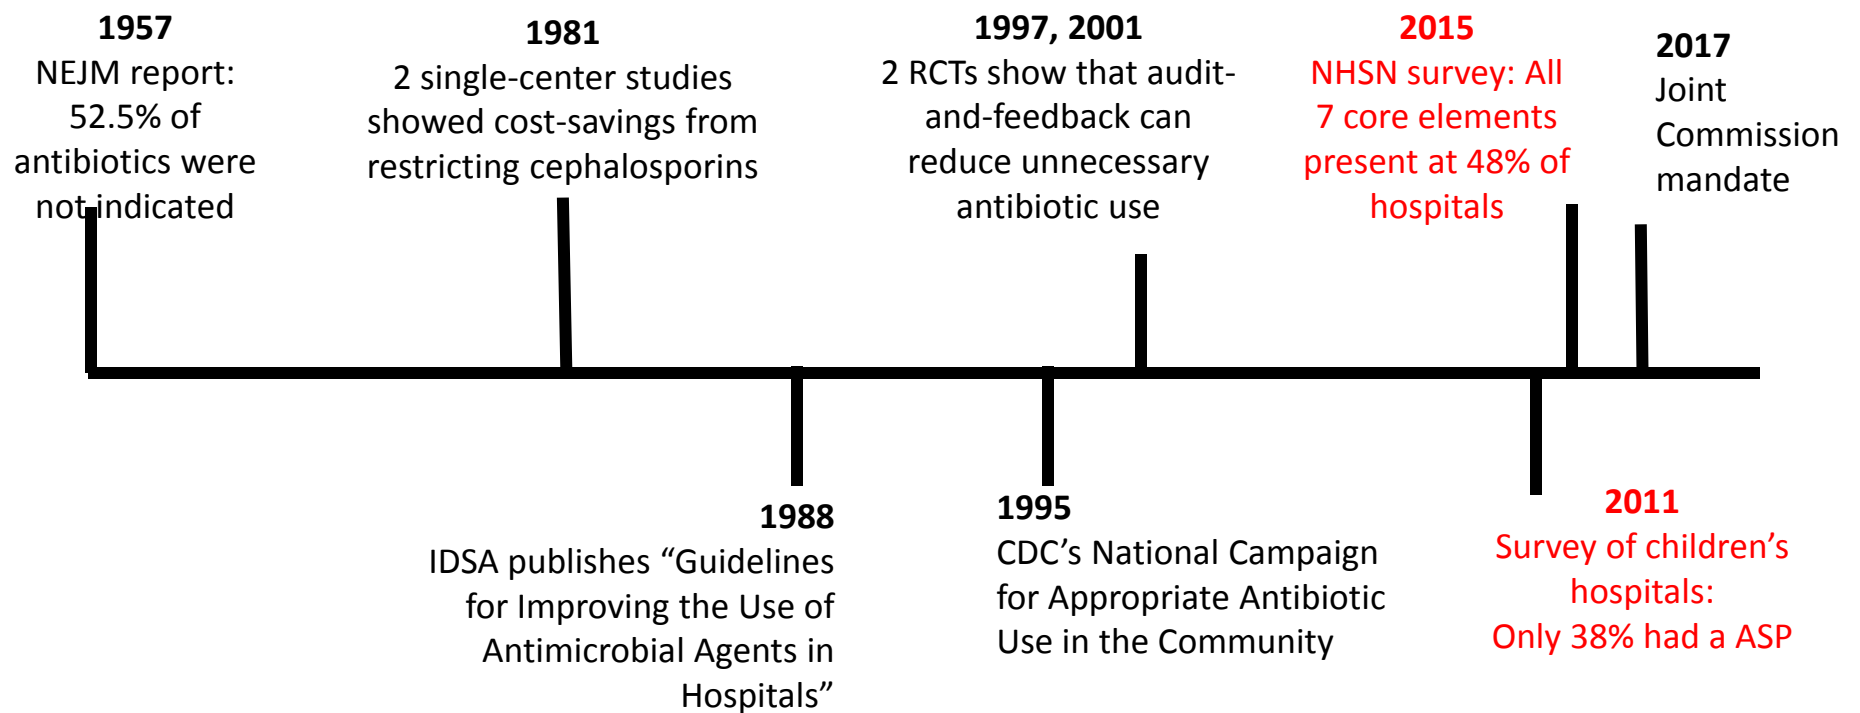 1957
NEJM report:
52.5% of
antibiotics were
not indicated
1981
2 single-center studies
showed cost-savings from
restricting cephalosporins
1997, 2001
2 RCTs show that audit-
and-feedback can
reduce unnecessary
antibiotic use
2015
NHSN survey: All
7 core elements
present at 48% of
hospitals
2017
Joint
Commission
mandate
1988
IDSA publishes “Guidelines
for Improving the Use of
Antimicrobial Agents in
Hospitals”
1995
CDC’s National Campaign
for Appropriate Antibiotic
Use in the Community
2011
Survey of children’s
hospitals:
Only 38% had a ASP